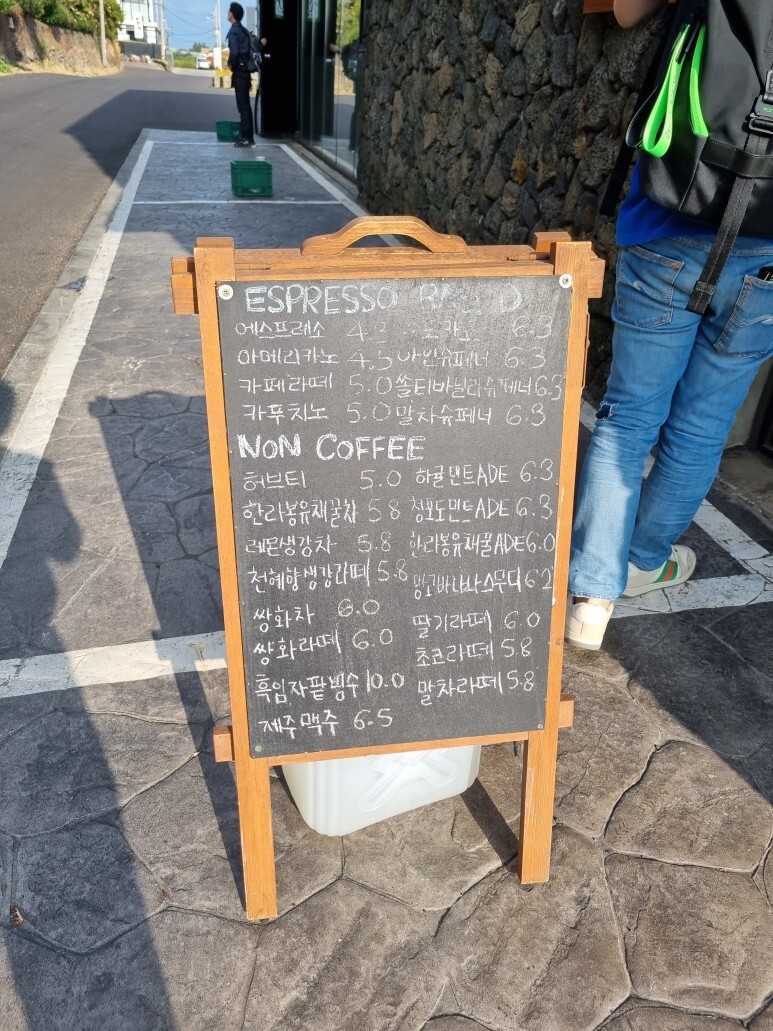 ESPRESSO
에스프레소
아메리카노 4.5 아인슈페너 6.3
카페라떼 5.0 쏠티바닐라슈페너 6.3
카푸치노 5.0 말차슈페너 6.3
NON COFFEE
허브티 5.0 하귤민트ADE 6.3
한라봉유채꿀차 5.8 청포도민트ADE 6.3
레몬생강차 5.8 한라봉유채꿀ADE 6.0
천혜향생강라떼 5.8 망고바나나스무디
쌍화차 6.0 딸기라떼 6.0
쌍화라떼 6.0 초코라떼 5.8
흑임자팥빙수 10.0 말차라떼 5.8
제주맥주 6.5